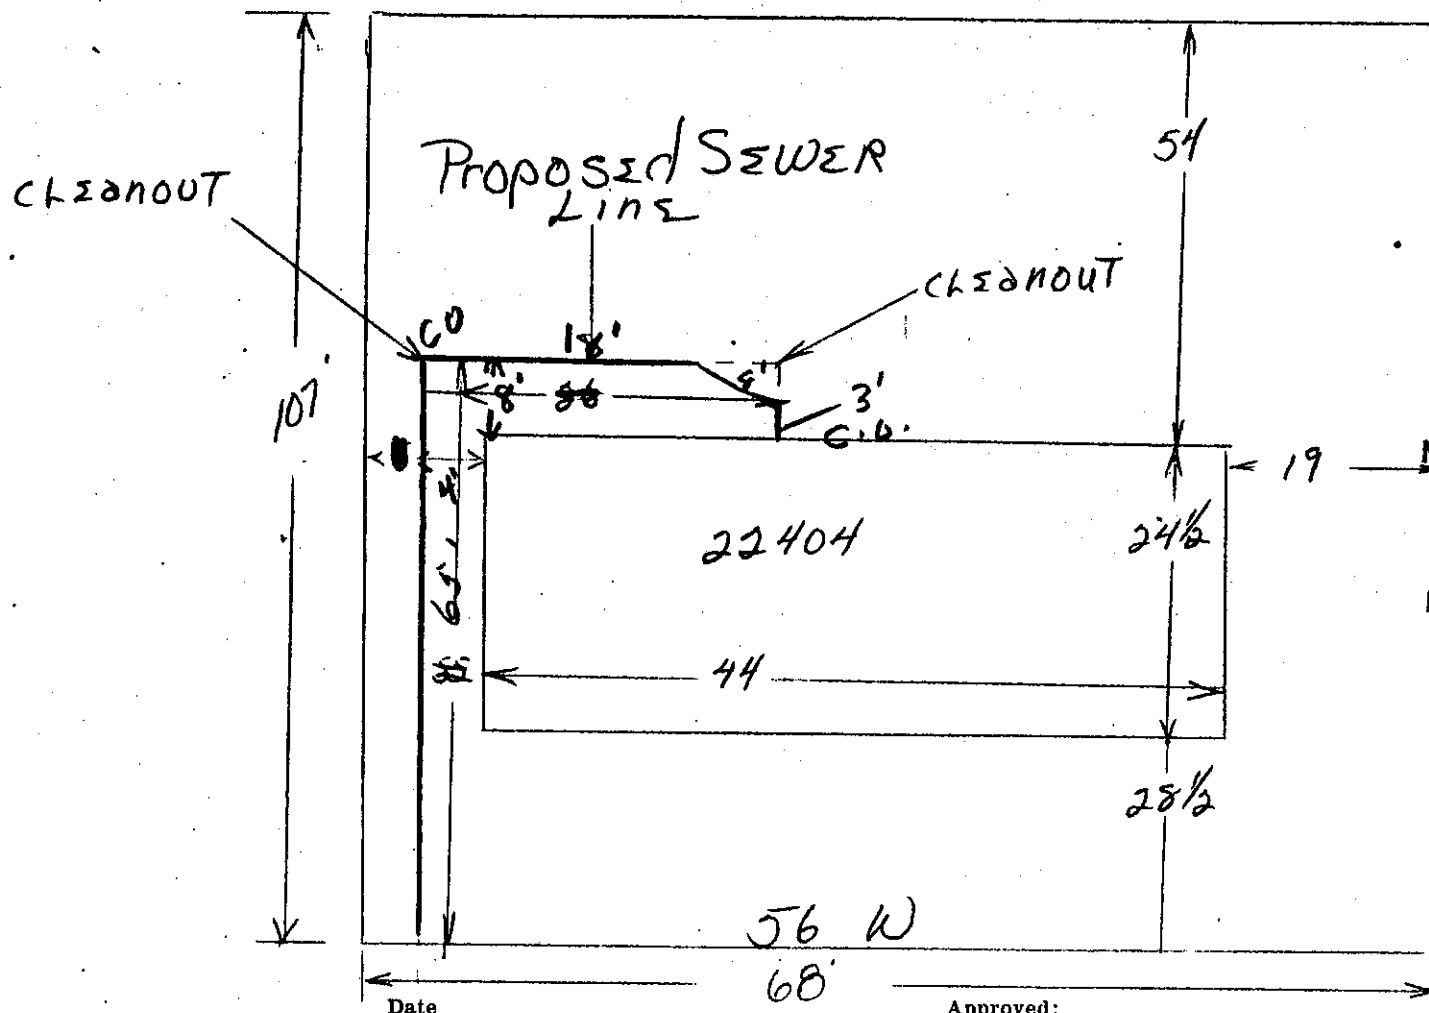 54
Proposed SEWER
LINE
CLEANOUT
CLEANOUT
CO
18'
107'
8'
9'
3'
C.O.
19
22404
24½
65'
44
28½
56 W
68'
Date
Approved: